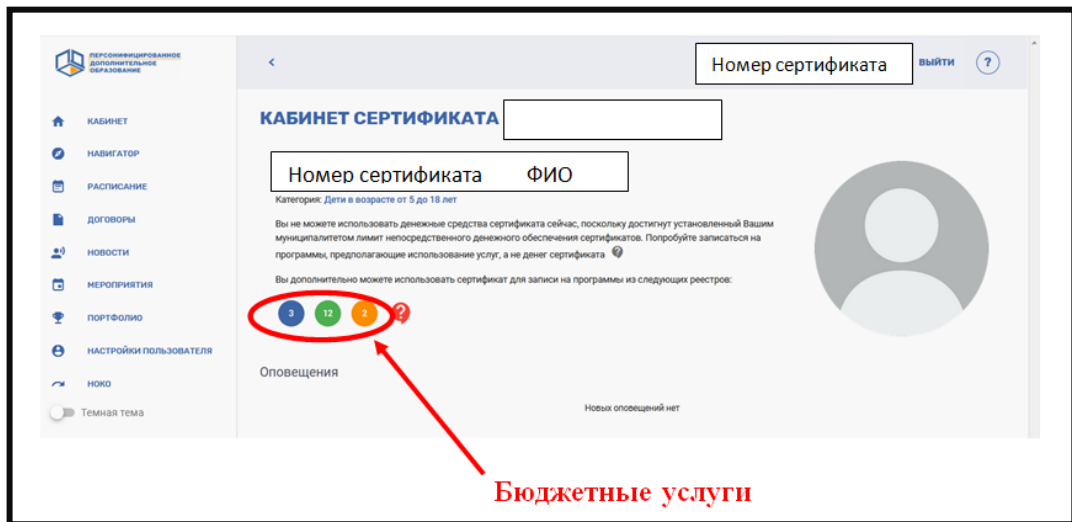 ПЕРСОНИФИЦИРОВАННОЕ
ДОПОЛНИТЕЛЬНОЕ
ОБРАЗОВАНИЕ
<
Номер сертификата
ВЫЙТИ
?
КАБИНЕТ
НАВИГАТОР
РАСПИСАНИЕ
ДОГОВОРЫ
НОВОСТИ
МЕРОПРИЯТИЯ
ПОРТФОЛИО
НАСТРОЙКИ ПОЛЬЗОВАТЕЛЯ
НОКО
Темная тема
КАБИНЕТ СЕРТИФИКАТА
Номер сертификата ФИО
Категория: Дети в возрасте от 5 до 18 лет
Вы не можете использовать денежные средства сертификата сейчас, поскольку достигнут установленный Вашим
муниципалитетом лимит непосредственного денежного обеспечения сертификатов. Попробуйте записаться на
программы, предполагающие использование услуг, а не денег сертификата ?
Вы дополнительно можете использовать сертификат для записи на программы из следующих реестров:
3 12 2 ?
Оповещения
Новых оповещений нет
Бюджетные услуги